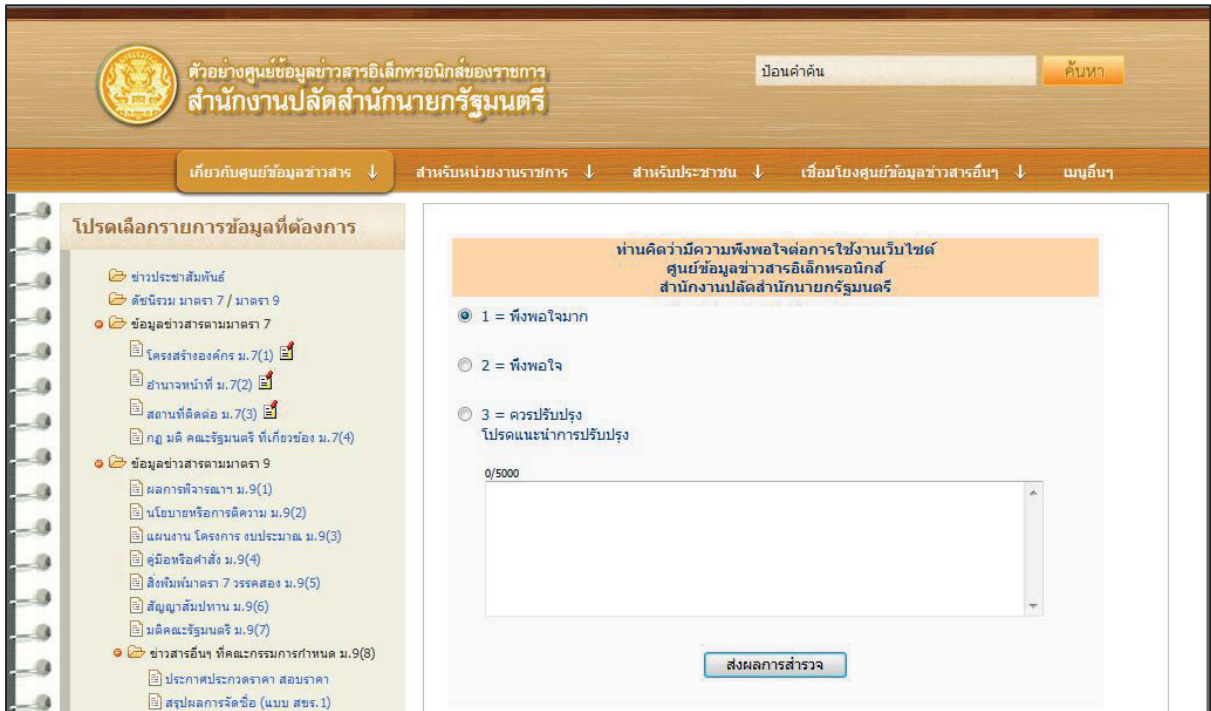 ตัวอย่างศูนย์ข้อมูลข่าวสารอิเล็กทรอนิกส์ของราชการ
สำนักงานปลัดสำนักนายกรัฐมนตรี
ป้อนคำค้น
ค้นหา
เกี่ยวกับศูนย์ข้อมูลข่าวสาร ↓
สำหรับหน่วยงานราชการ ↓
สำหรับประชาชน ↓
เชื่อมโยงศูนย์ข้อมูลข่าวสารอื่นๆ ↓
เมนูอื่นๆ
โปรดเลือกรายการข้อมูลที่ต้องการ
ข่าวประชาสัมพันธ์
ดัชนีรวม มาตรา 7 / มาตรา 9
ข้อมูลข่าวสารตามมาตรา 7
โครงสร้างองค์กร ม.7(1)
อำนาจหน้าที่ ม.7(2)
สถานที่ติดต่อ ม.7(3)
กฎ มติ คณะรัฐมนตรี ที่เกี่ยวข้อง ม.7(4)
ข้อมูลข่าวสารตามมาตรา 9
ผลการพิจารณาฯ ม.9(1)
นโยบายหรือการตีความ ม.9(2)
แผนงาน โครงการ งบประมาณ ม.9(3)
คู่มือหรือคำสั่ง ม.9(4)
สิ่งพิมพ์มาตรา 7 วรรคสอง ม.9(5)
สัญญาสัมปทาน ม.9(6)
มติคณะรัฐมนตรี ม.9(7)
ข่าวสารอื่นๆ ที่คณะกรรมการกำหนด ม.9(8)
ประกาศประกวดราคา สอบราคา
สรุปผลการจัดซื้อ (แบบ สขร.1)
ท่านคิดว่ามีความพึงพอใจต่อการใช้งานเว็บไซต์
ศูนย์ข้อมูลข่าวสารอิเล็กทรอนิกส์
สำนักงานปลัดสำนักนายกรัฐมนตรี
1 = พึงพอใจมาก
2 = พึงพอใจ
3 = ควรปรับปรุง
โปรดแนะนำการปรับปรุง
0/5000
ส่งผลการสำรวจ